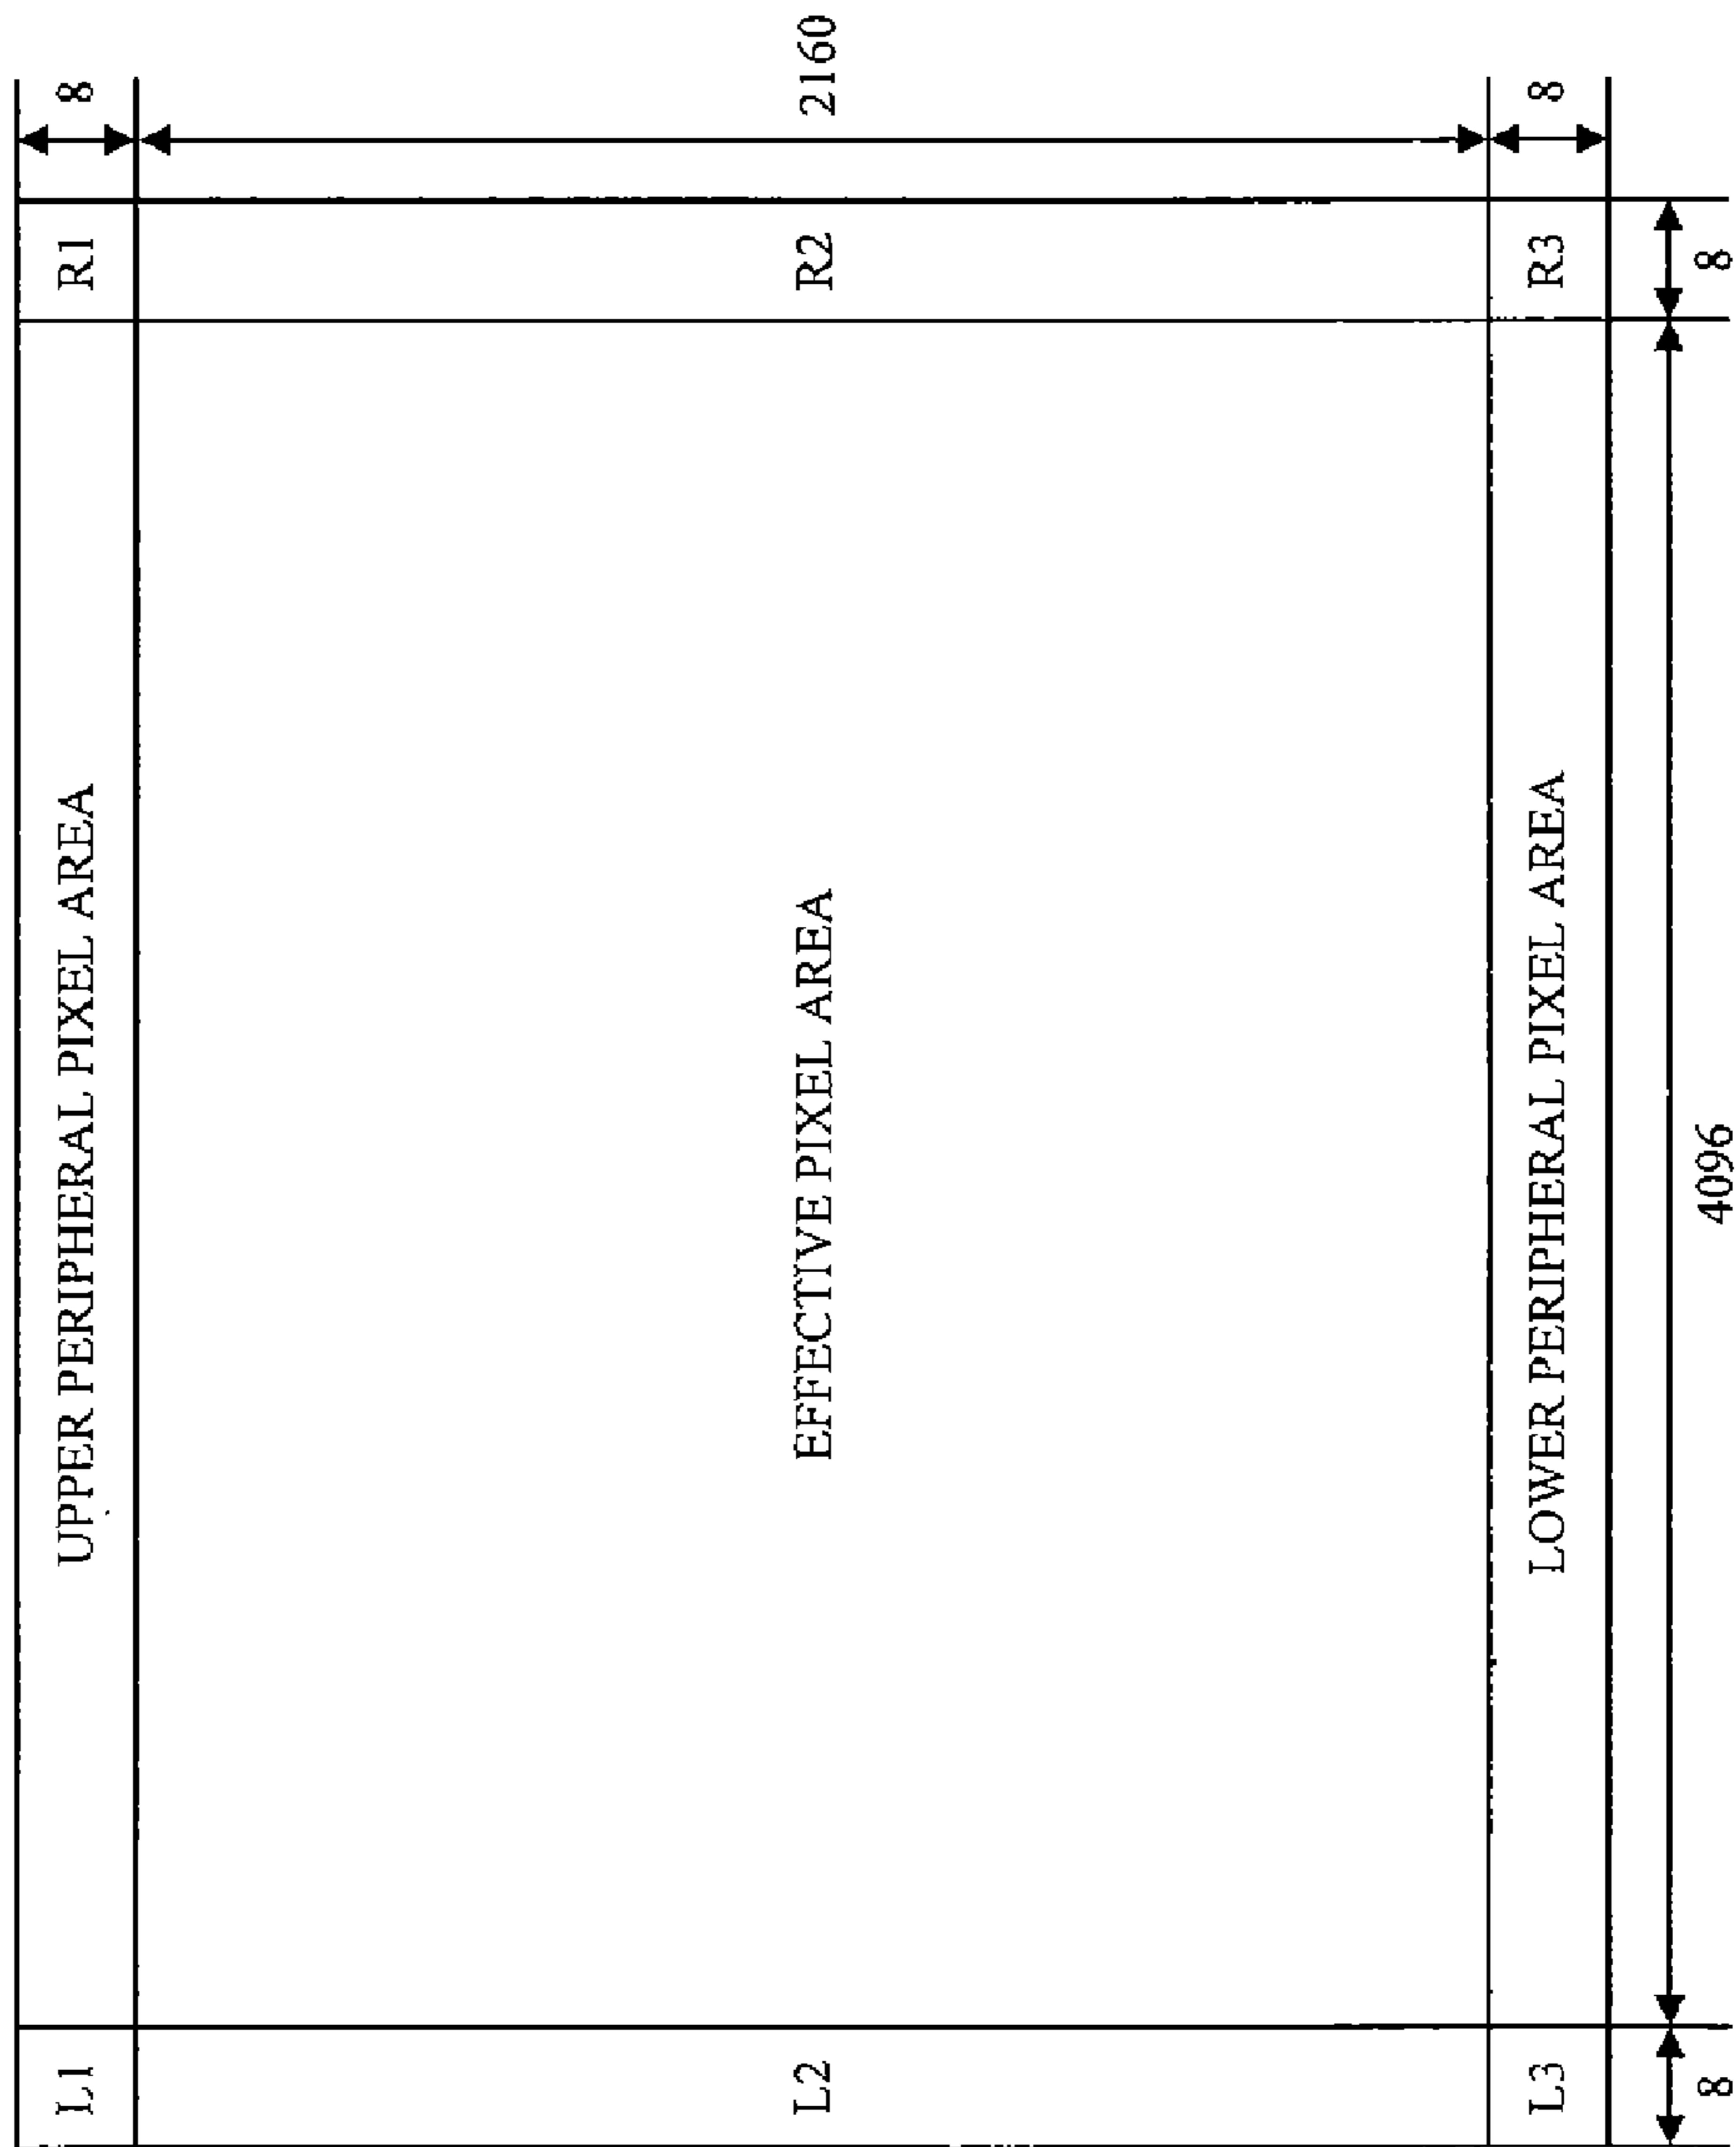 L1 UPPER PERIPHERAL PIXEL AREA R1 8
L2 EFFECTIVE PIXEL AREA R2 2160
L3 LOWER PERIPHERAL PIXEL AREA R3 8
8 4096 8